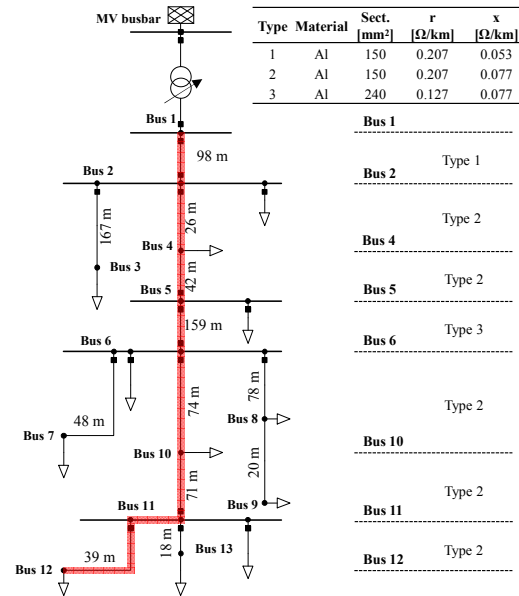 MV busbar
Type Material Sect. [mm²] r [Ω/km] x [Ω/km]
1 Al 150 0.207 0.053
2 Al 150 0.207 0.077
3 Al 240 0.127 0.077
Bus 1
Bus 1
98 m
Type 1
Bus 2
Bus 2
167 m
26 m
Type 2
Bus 4
Bus 4
Bus 3
42 m
Type 2
Bus 5
Bus 5
159 m
Type 3
Bus 6
Bus 6
74 m
78 m
Type 2
48 m
Bus 8
Bus 7
Bus 10
Bus 10
20 m
71 m
Type 2
Bus 11
Bus 9
Bus 11
39 m
18 m
Bus 13
Type 2
Bus 12
Bus 12